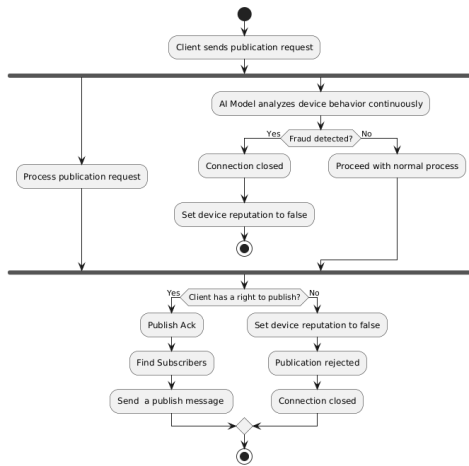 Client sends publication request
AI Model analyzes device behavior continuously
Yes
Fraud detected?
No
Process publication request
Connection closed
Proceed with normal process
Set device reputation to false
Yes
Client has a right to publish?
No
Publish Ack
Set device reputation to false
Find Subscribers
Publication rejected
Send a publish message
Connection closed